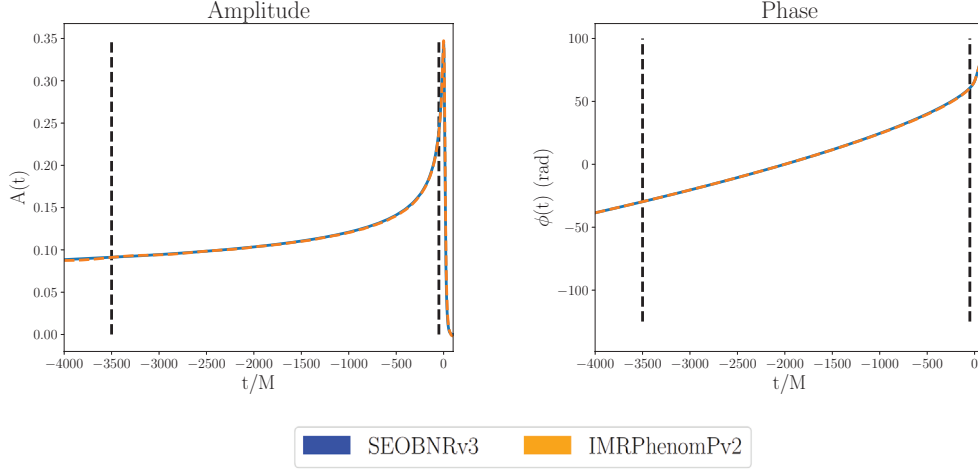 Amplitude
Phase
0.35
0.30
0.25
0.20
0.15
0.10
0.05
0.00
A(t)
−4000 −3500 −3000 −2500 −2000 −1500 −1000 −500 0
t/M
100
50
0
−50
−100
ϕ(t) (rad)
−4000 −3500 −3000 −2500 −2000 −1500 −1000 −500 0
t/M
SEOBNRv3 IMRPhenomPv2